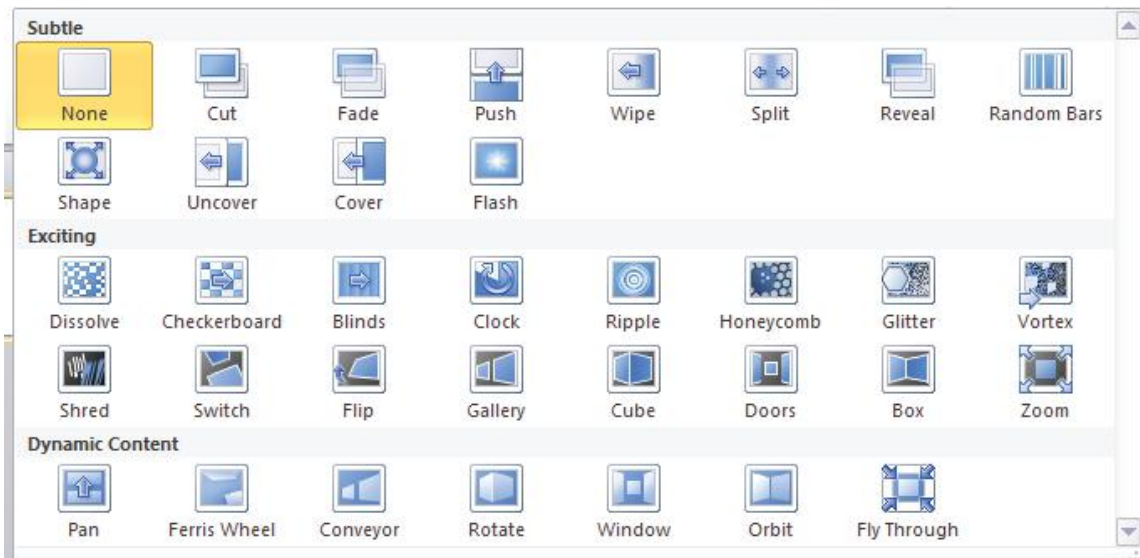 Subtle
None Cut Fade Push Wipe Split Reveal Random Bars
Shape Uncover Cover Flash
Exciting
Dissolve Checkerboard Blinds Clock Ripple Honeycomb Glitter Vortex
Shred Switch Flip Gallery Cube Doors Box Zoom
Dynamic Content
Pan Ferris Wheel Conveyor Rotate Window Orbit Fly Through